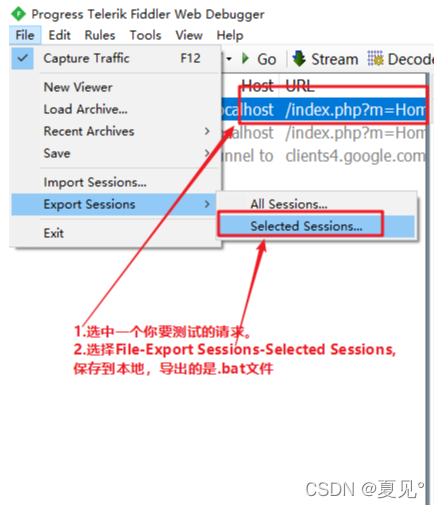 Progress Telerik Fiddler Web Debugger
File Edit Rules Tools View Help
Capture Traffic F12
Go Stream Decod
Host URL
New Viewer
Load Archive...
Recent Archives
Save
Import Sessions...
Export Sessions
Exit
calhost /index.php?m=Hom
calhost /index.php?m=Hom
nnel to clients4.google.com
All Sessions...
Selected Sessions...
1.选中一个你要测试的请求。
2.选择File-Export Sessions-Selected Sessions,
保存到本地，导出的是.bat文件
CSDN @夏见°